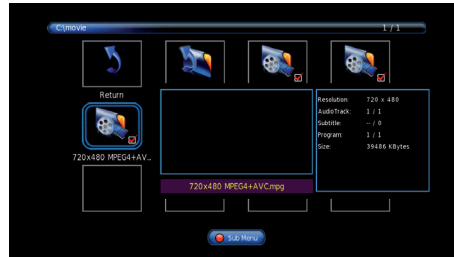 C:\movie
1 / 1
Return
Resolution: 720 x 480
AudioTrack: 1 / 1
Subtitle: -- / 0
Program: 1 / 1
Size: 39486 KBytes
720x480 MPEG4+AV...
720x480 MPEG4+AVC.mpg
Sub Menu